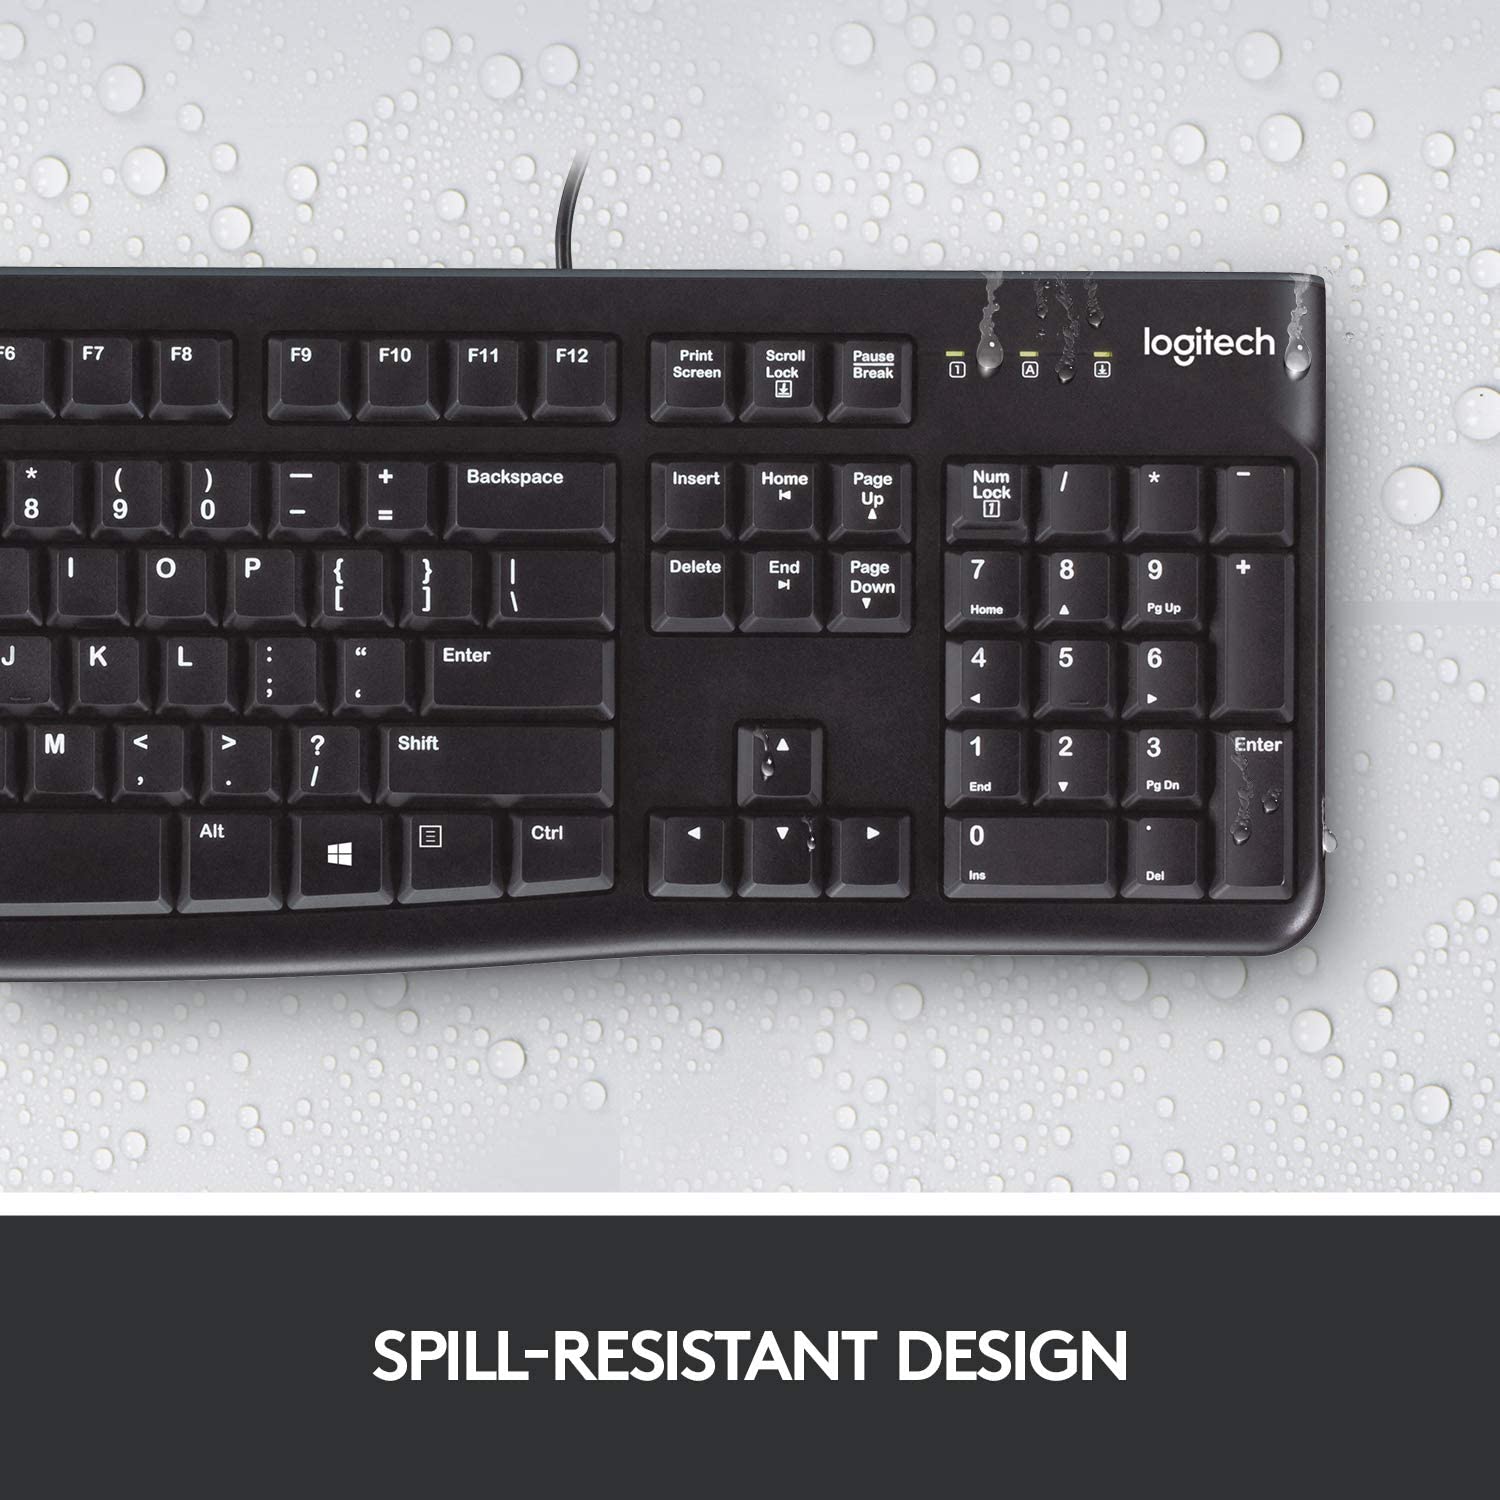 F6 F7 F8 F9 F10 F11 F12 Print Screen Scroll Lock Pause Break
1 A logitech
* 8 ( 9 ) 0 — - + = Backspace Insert Home Page Up Num Lock 1 / * -
I O P { [ } ] | \ Delete End Page Down 7 Home 8 9 Pg Up +
J K L : ; “ ‘ Enter 4 5 6
M < , > . ? / Shift 1 End 2 3 Pg Dn Enter
Alt Ctrl 0 Ins . Del
SPILL-RESISTANT DESIGN